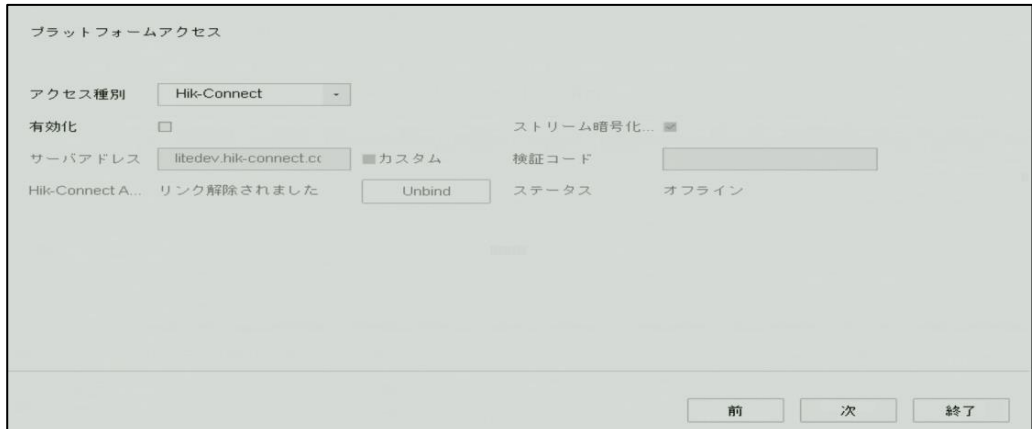 プラットフォームアクセス
アクセス種別 Hik-Connect
有効化 ストリーム暗号化...
サーバアドレス litedev.hik-connect.cc カスタム 検証コード
Hik-Connect A... リンク解除されました Unbind ステータス オフライン
前 次 終了